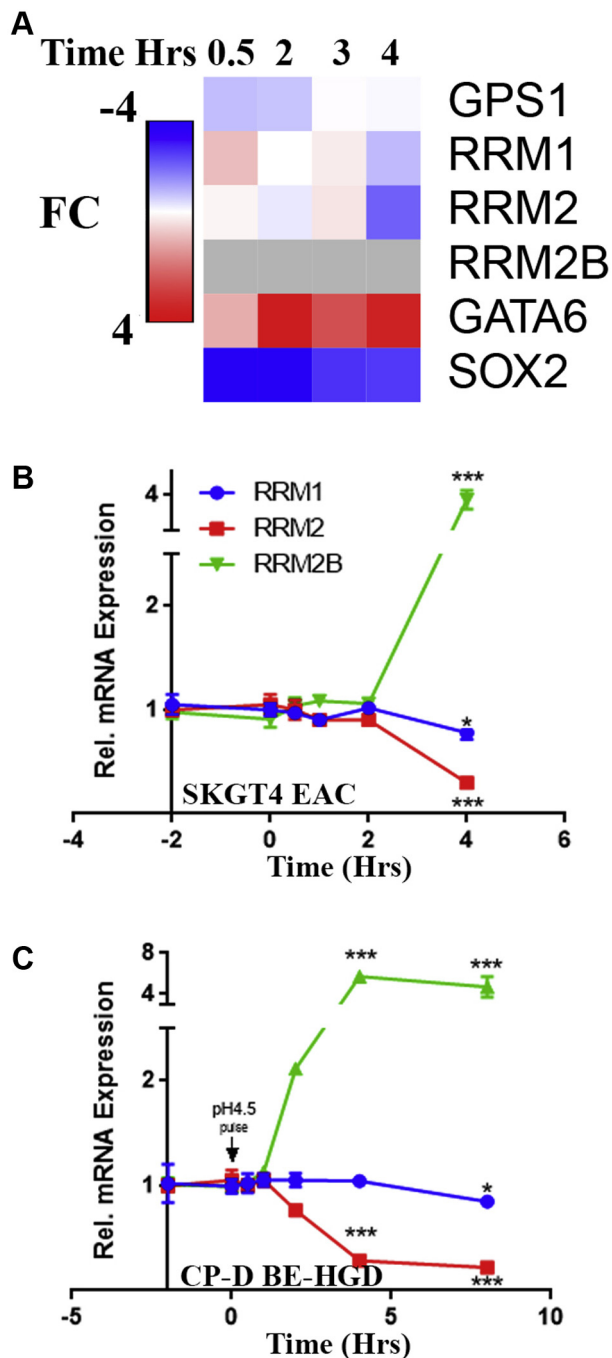 A
Time Hrs 0.5 2 3 4
-4
FC
4
GPS1
RRM1
RRM2
RRM2B
GATA6
SOX2
B
Rel. mRNA Expression
4
2
1
RRM1
RRM2
RRM2B
***
*
***
SKGT4 EAC
-4 -2 0 2 4 6
Time (Hrs)
C
Rel. mRNA Expression
8
4
2
1
pH4.5
pulse
*** ***
*
***
***
CP-D BE-HGD
-5 0 5 10
Time (Hrs)